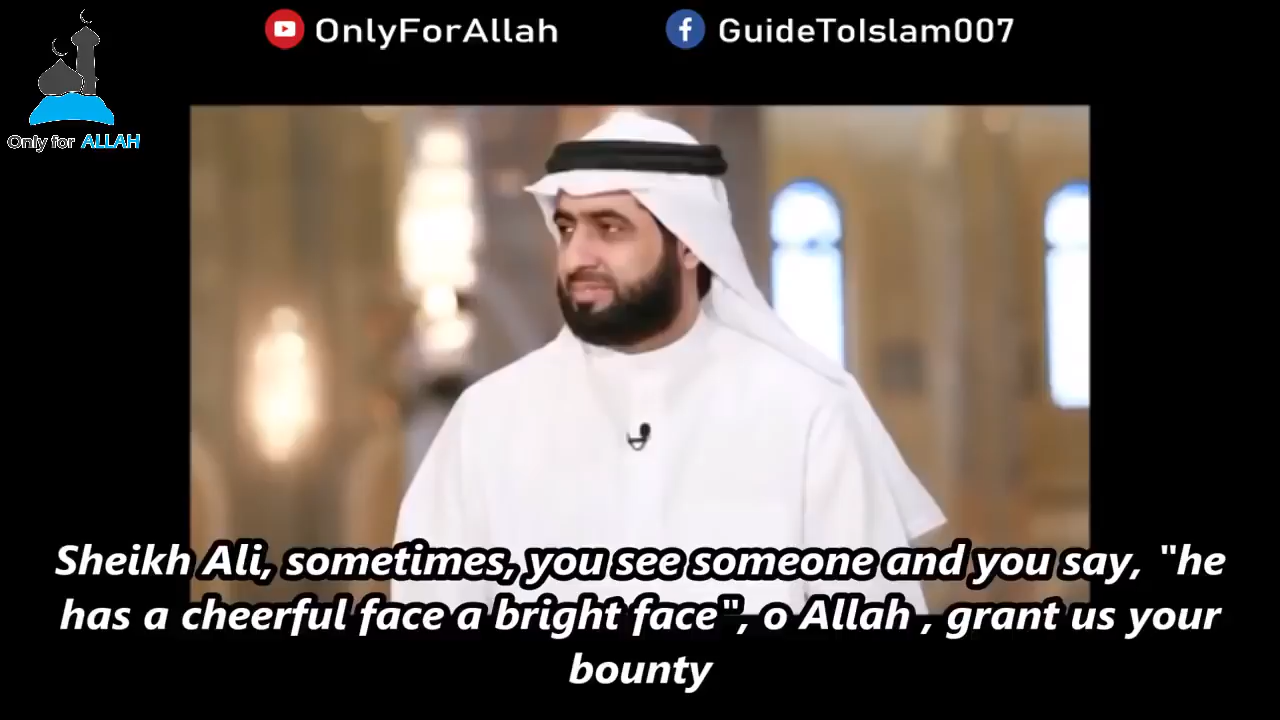 OnlyForAllah
GuideToIslam007
Only for ALLAH
Sheikh Ali, sometimes, you see someone and you say, "he
has a cheerful face a bright face", o Allah , grant us your
bounty